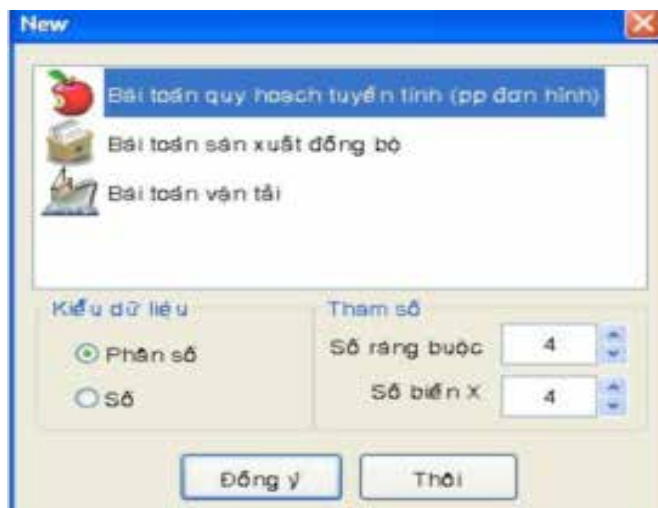 New
Bài toán quy hoạch tuyến tính (pp đơn hình)
Bài toán sản xuất đồng bộ
Bài toán vận tải
Kiểu dữ liệu
Tham số
Phân số
Số ràng buộc 4
Số
Số biến X 4
Đồng ý
Thôi